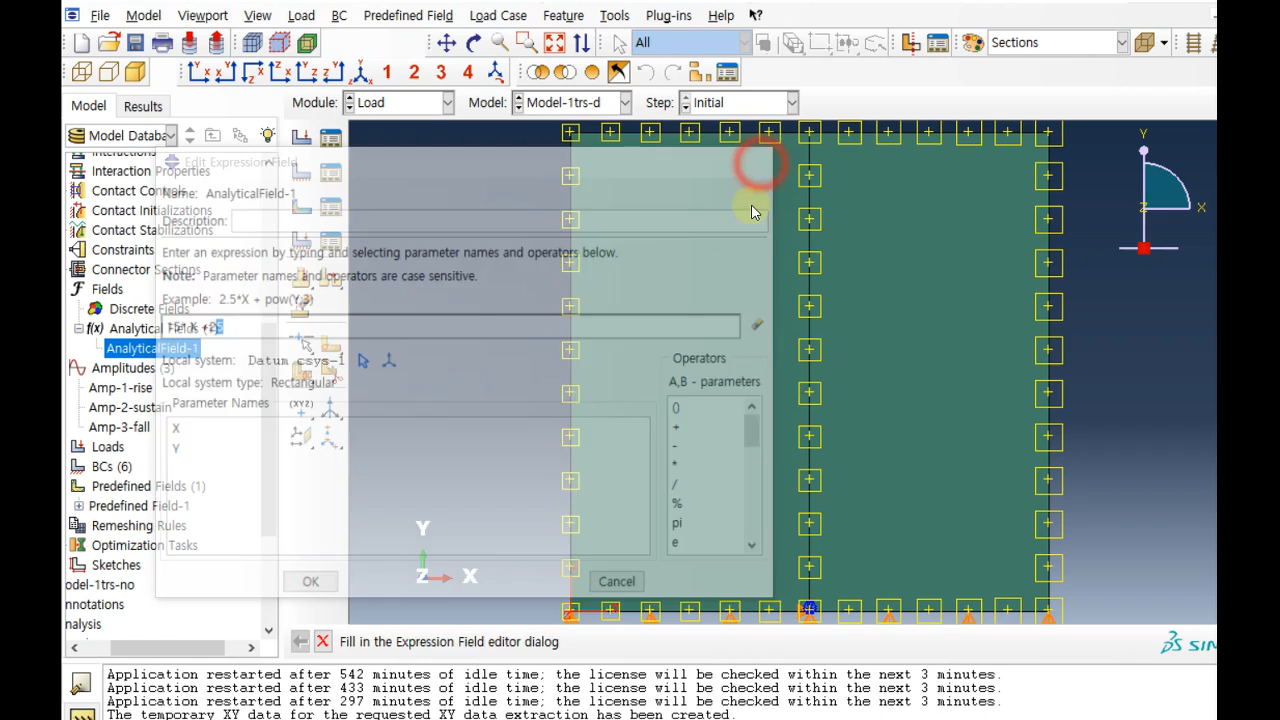 File Model Viewport View Load BC Predefined Field Load Case Feature Tools Plug-ins Help
All Sections
1 2 3 4
Model Results Module: Load Model: Model-1trs-d Step: Initial
Model Databa
Interaction Properties
Contact Controls
Contact Initializations
Contact Stabilizations
Constraints
Connector Sections
Fields
Discrete Fields
Analytical Fields
AnalyticalField-1
Amplitudes (3)
Amp-1-rise
Amp-2-sustain
Amp-3-fall
Loads
BCs (6)
Predefined Fields (1)
Predefined Field-1
Remeshing Rules
Optimization Tasks
Sketches
odel-1trs-no
nnotations
nalysis
Edit Expression Field
Name: AnalyticalField-1
Description:
Enter an expression by typing and selecting parameter names and operators below.
Note: Parameter names and operators are case sensitive.
Example: 2.5*X + pow(Y,3)
Local system: Datum csys-1
Local system type: Rectangular
Parameter Names
X
Y
Operators
A,B - parameters
()
+
-
*
/
%
pi
e
OK Cancel
Y
Z X
Y
Z X
Fill in the Expression Field editor dialog
Application restarted after 542 minutes of idle time; the license will be checked within the next 3 minutes.
Application restarted after 433 minutes of idle time; the license will be checked within the next 3 minutes.
Application restarted after 297 minutes of idle time; the license will be checked within the next 3 minutes.
The temporary XY data for the requested XY data extraction has been created.